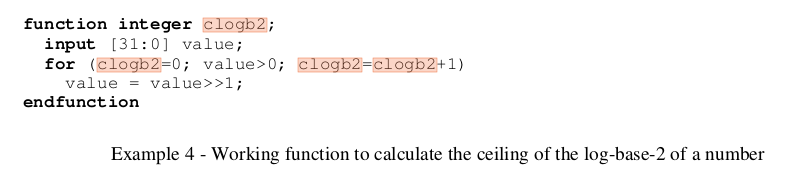 function integer clogb2;
input [31:0] value;
for (clogb2=0; value>0; clogb2=clogb2+1)
value = value>>1;
endfunction
Example 4 - Working function to calculate the ceiling of the log-base-2 of a number